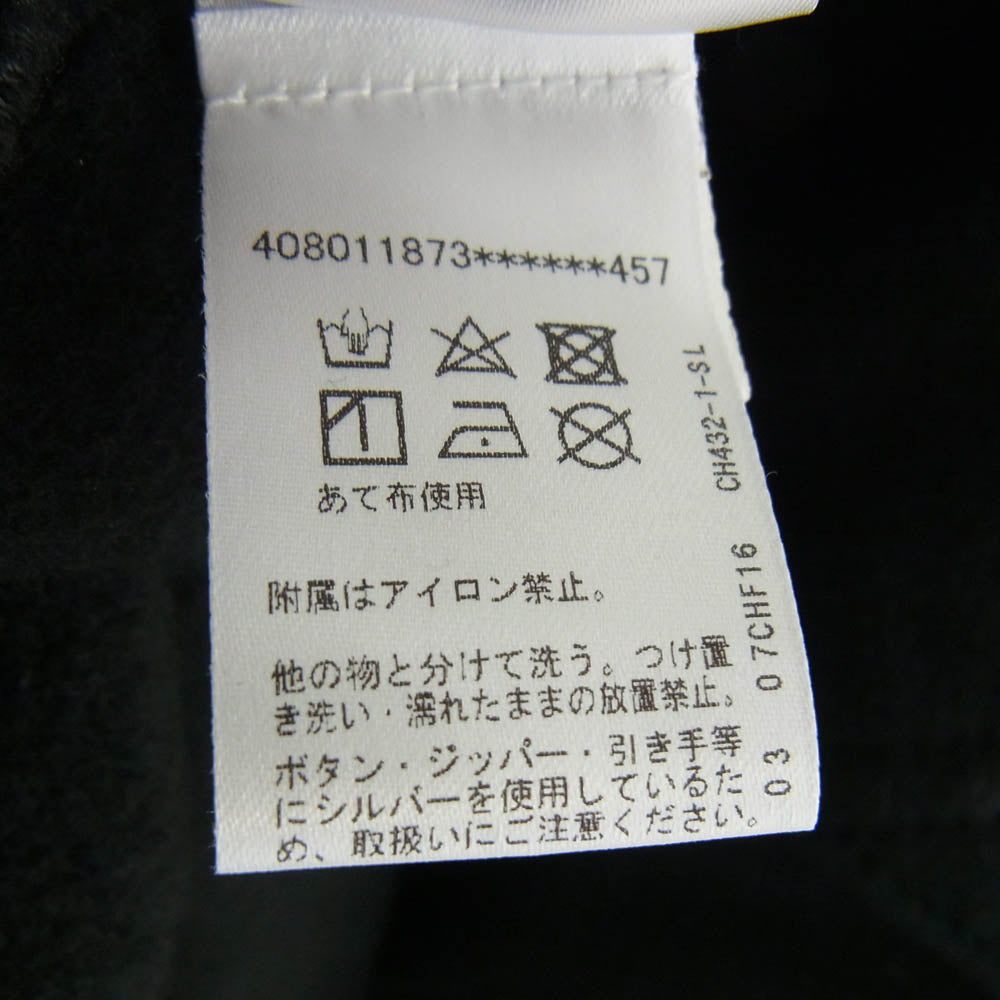 408011873******457
あて布使用
附属はアイロン禁止。
他の物と分けて洗う。つけ置
き洗い・濡れたままの放置禁止。
ボタン・ジッパー・引き手等
にシルバーを使用しているた
め、取扱いにご注意ください。
CH432-1-SL
03 07CHF16